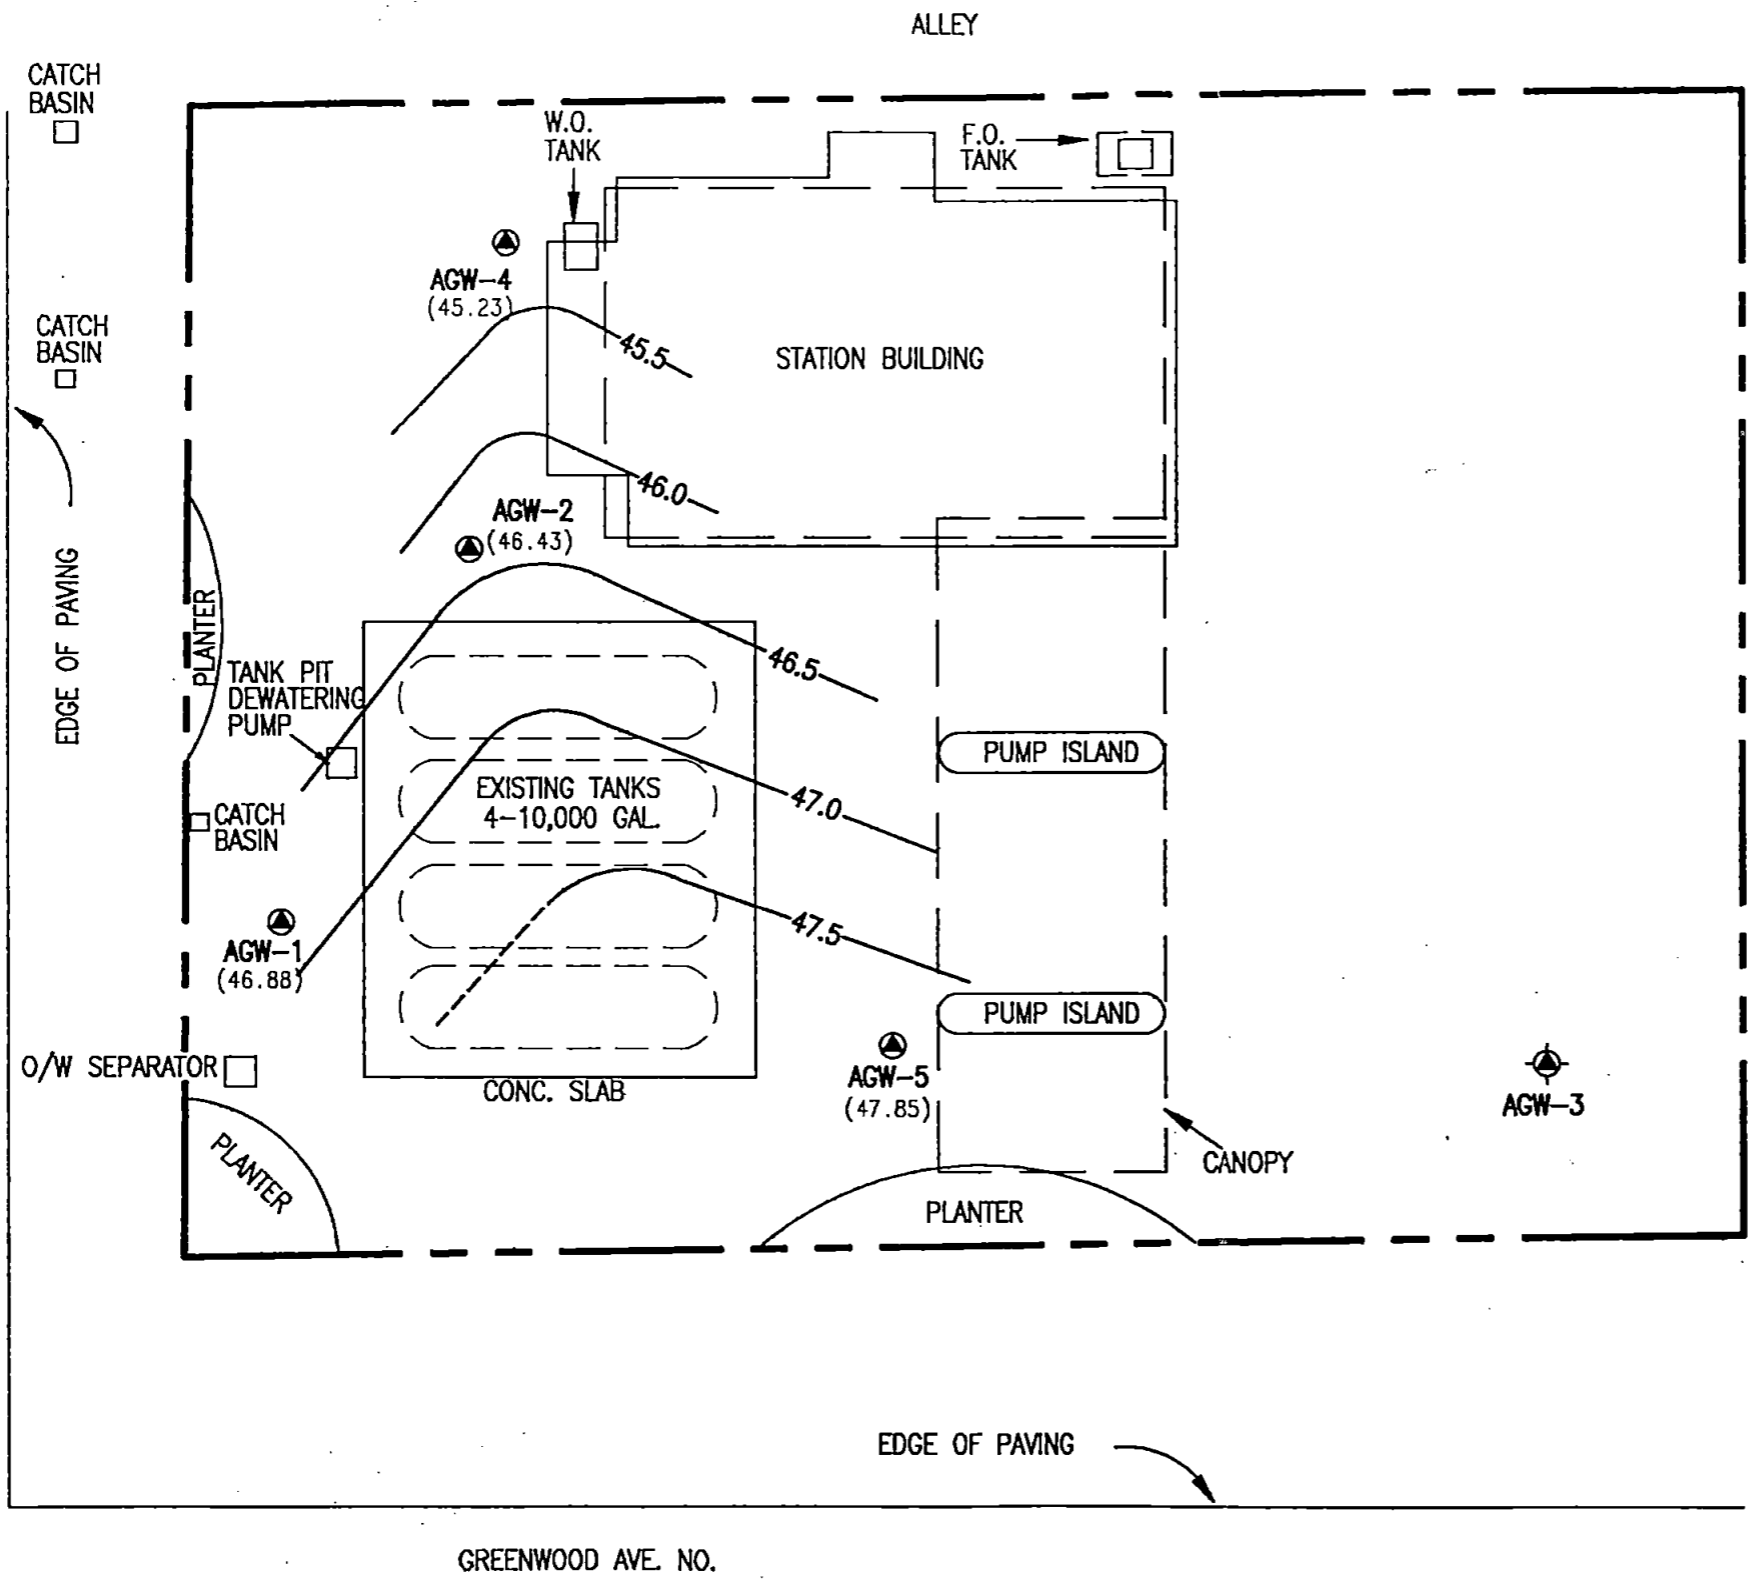 ALLEY
CATCH
BASIN
W.O.
TANK
F.O.
TANK
AGW-4
(45.23)
CATCH
BASIN
45.5
STATION BUILDING
46.0
AGW-2
(46.43)
EDGE OF PAVING
PLANTER
46.5
TANK PIT
DEWATERING
PUMP
PUMP ISLAND
EXISTING TANKS
4-10,000 GAL.
47.0
CATCH
BASIN
47.5
AGW-1
(46.88)
PUMP ISLAND
O/W SEPARATOR
CONC. SLAB
AGW-5
(47.85)
AGW-3
CANOPY
PLANTER
PLANTER
EDGE OF PAVING
GREENWOOD AVE. NO.